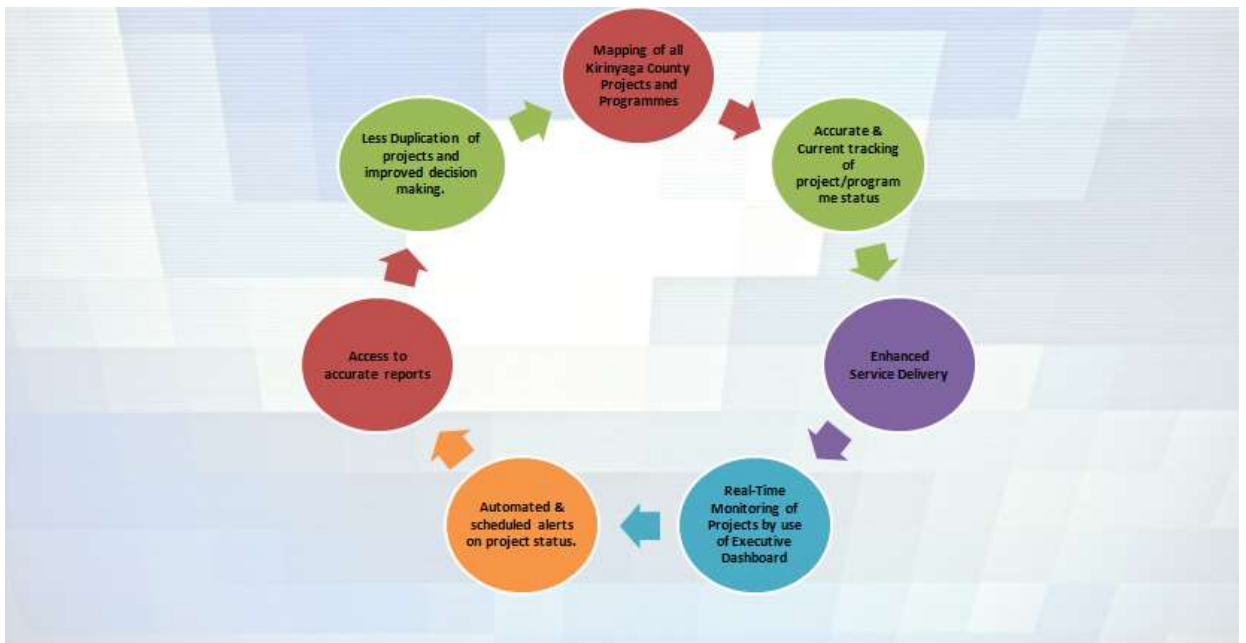 Mapping of all
Kirinyaga County
Projects and
Programmes
Accurate &
Current tracking
of
project/program
me status
Enhanced
Service Delivery
Real-Time
Monitoring of
Projects by use
of Executive
Dashboard
Automated &
scheduled alerts
on project status.
Access to
accurate reports
Less Duplication of
projects and
improved decision
making.